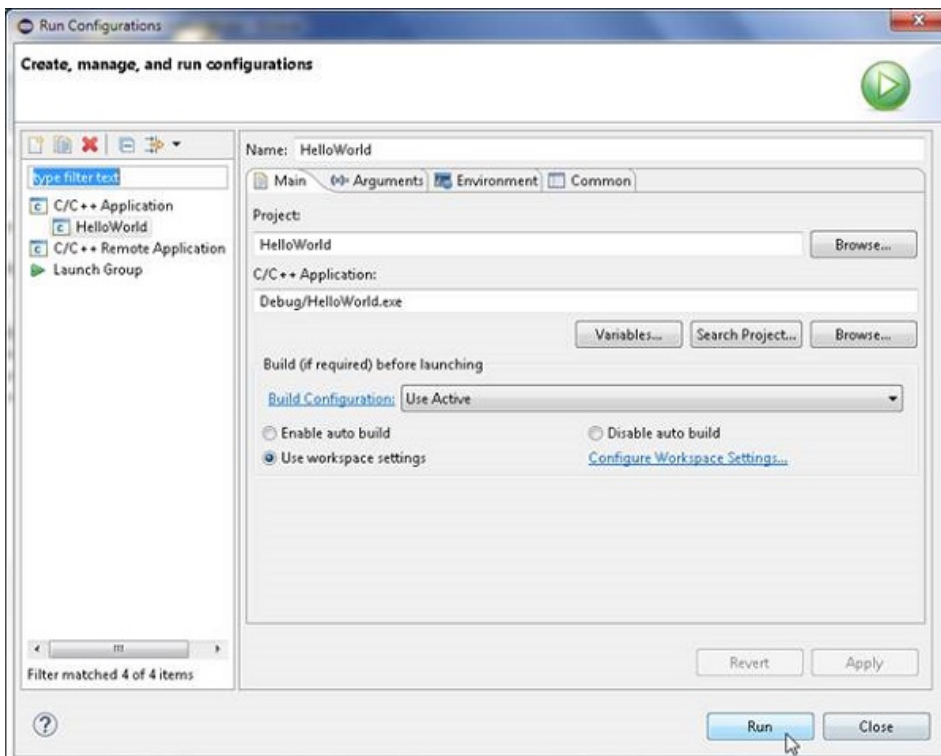 Run Configurations
Create, manage, and run configurations
type filter text
C/C++ Application
HelloWorld
C/C++ Remote Application
Launch Group
Filter matched 4 of 4 items
Name: HelloWorld
Main Arguments Environment Common
Project:
HelloWorld Browse...
C/C++ Application:
Debug/HelloWorld.exe
Variables... Search Project... Browse...
Build (if required) before launching
Build Configuration: Use Active
Enable auto build Disable auto build
Use workspace settings Configure Workspace Settings...
Revert Apply
Run Close